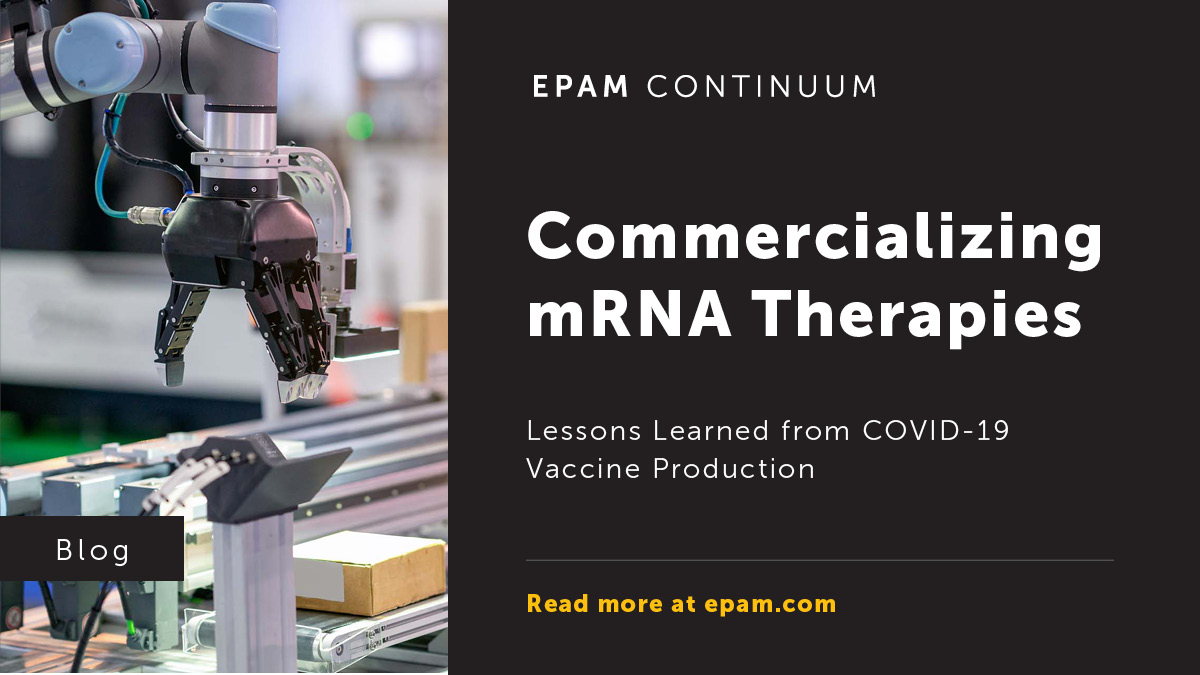 EPAM CONTINUUM
Commercializing
mRNA Therapies
Lessons Learned from COVID-19
Vaccine Production
Blog
Read more at epam.com